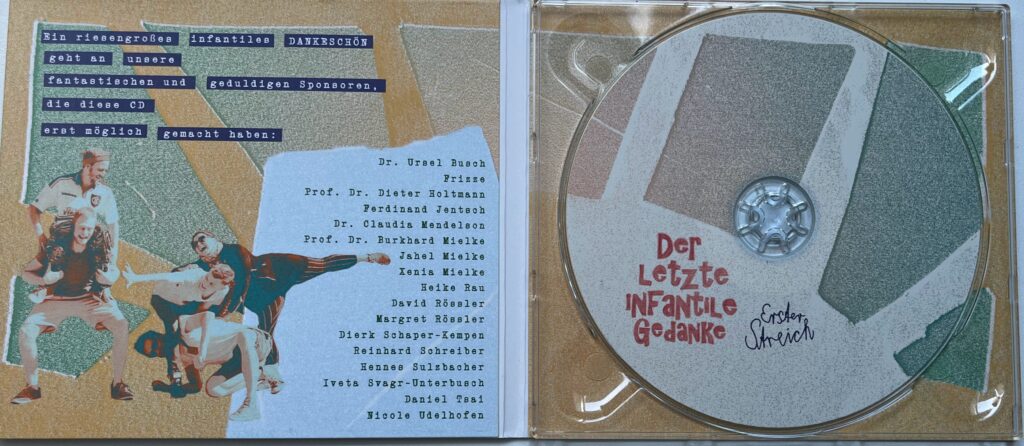 Ein riesengroßes infantiles DANKESCHÖN
geht an unsere
fantastischen und geduldigen Sponsoren,
die diese CD
erst möglich gemacht haben:
Dr. Ursel Busch
Frizze
Prof. Dr. Dieter Holtmann
Ferdinand Jentsch
Dr. Claudia Mendelson
Prof. Dr. Burkhard Mielke
Jahel Mielke
Xenia Mielke
Heike Rau
David Rössler
Margret Rössler
Dierk Schaper-Kempen
Reinhard Schreiber
Hennes Sulzbacher
Iveta Svagr-Unterbusch
Daniel Tsai
Nicole Udelhofen
Der
Letzte
INFANTILE
Gedanke
Erster
Streich